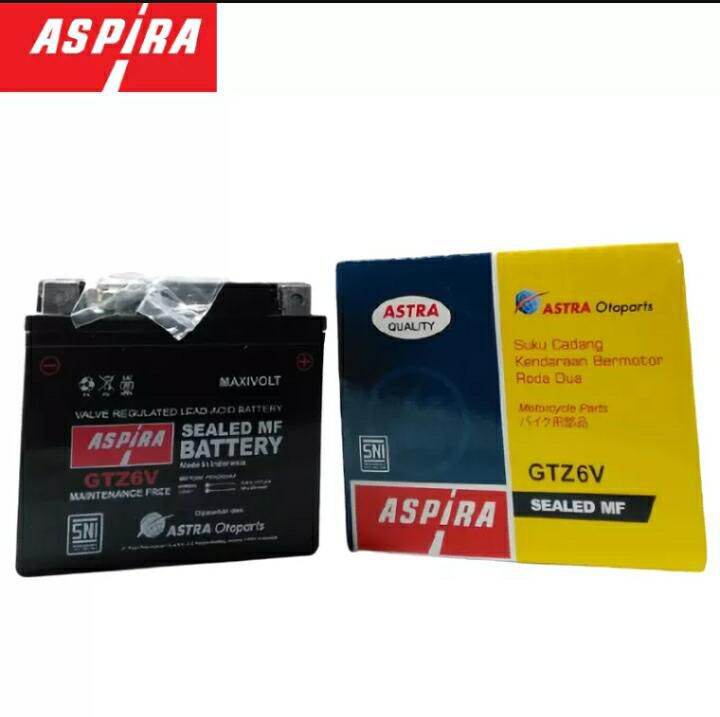 ASPIRA
MAXIVOLT
VALVE REGULATED LEAD ACID BATTERY
ASPIRA
SEALED MF
BATTERY
Made in Indonesia
GTZ6V
MAINTENANCE FREE
SNI
ASTRA Otoparts
ASTRA
QUALITY
ASTRA Otoparts
Suku Cadang
Kendaraan Bermotor
Roda Dua
Motorcycle Parts
バイク用部品
SNI
GTZ6V
ASPIRA
SEALED MF